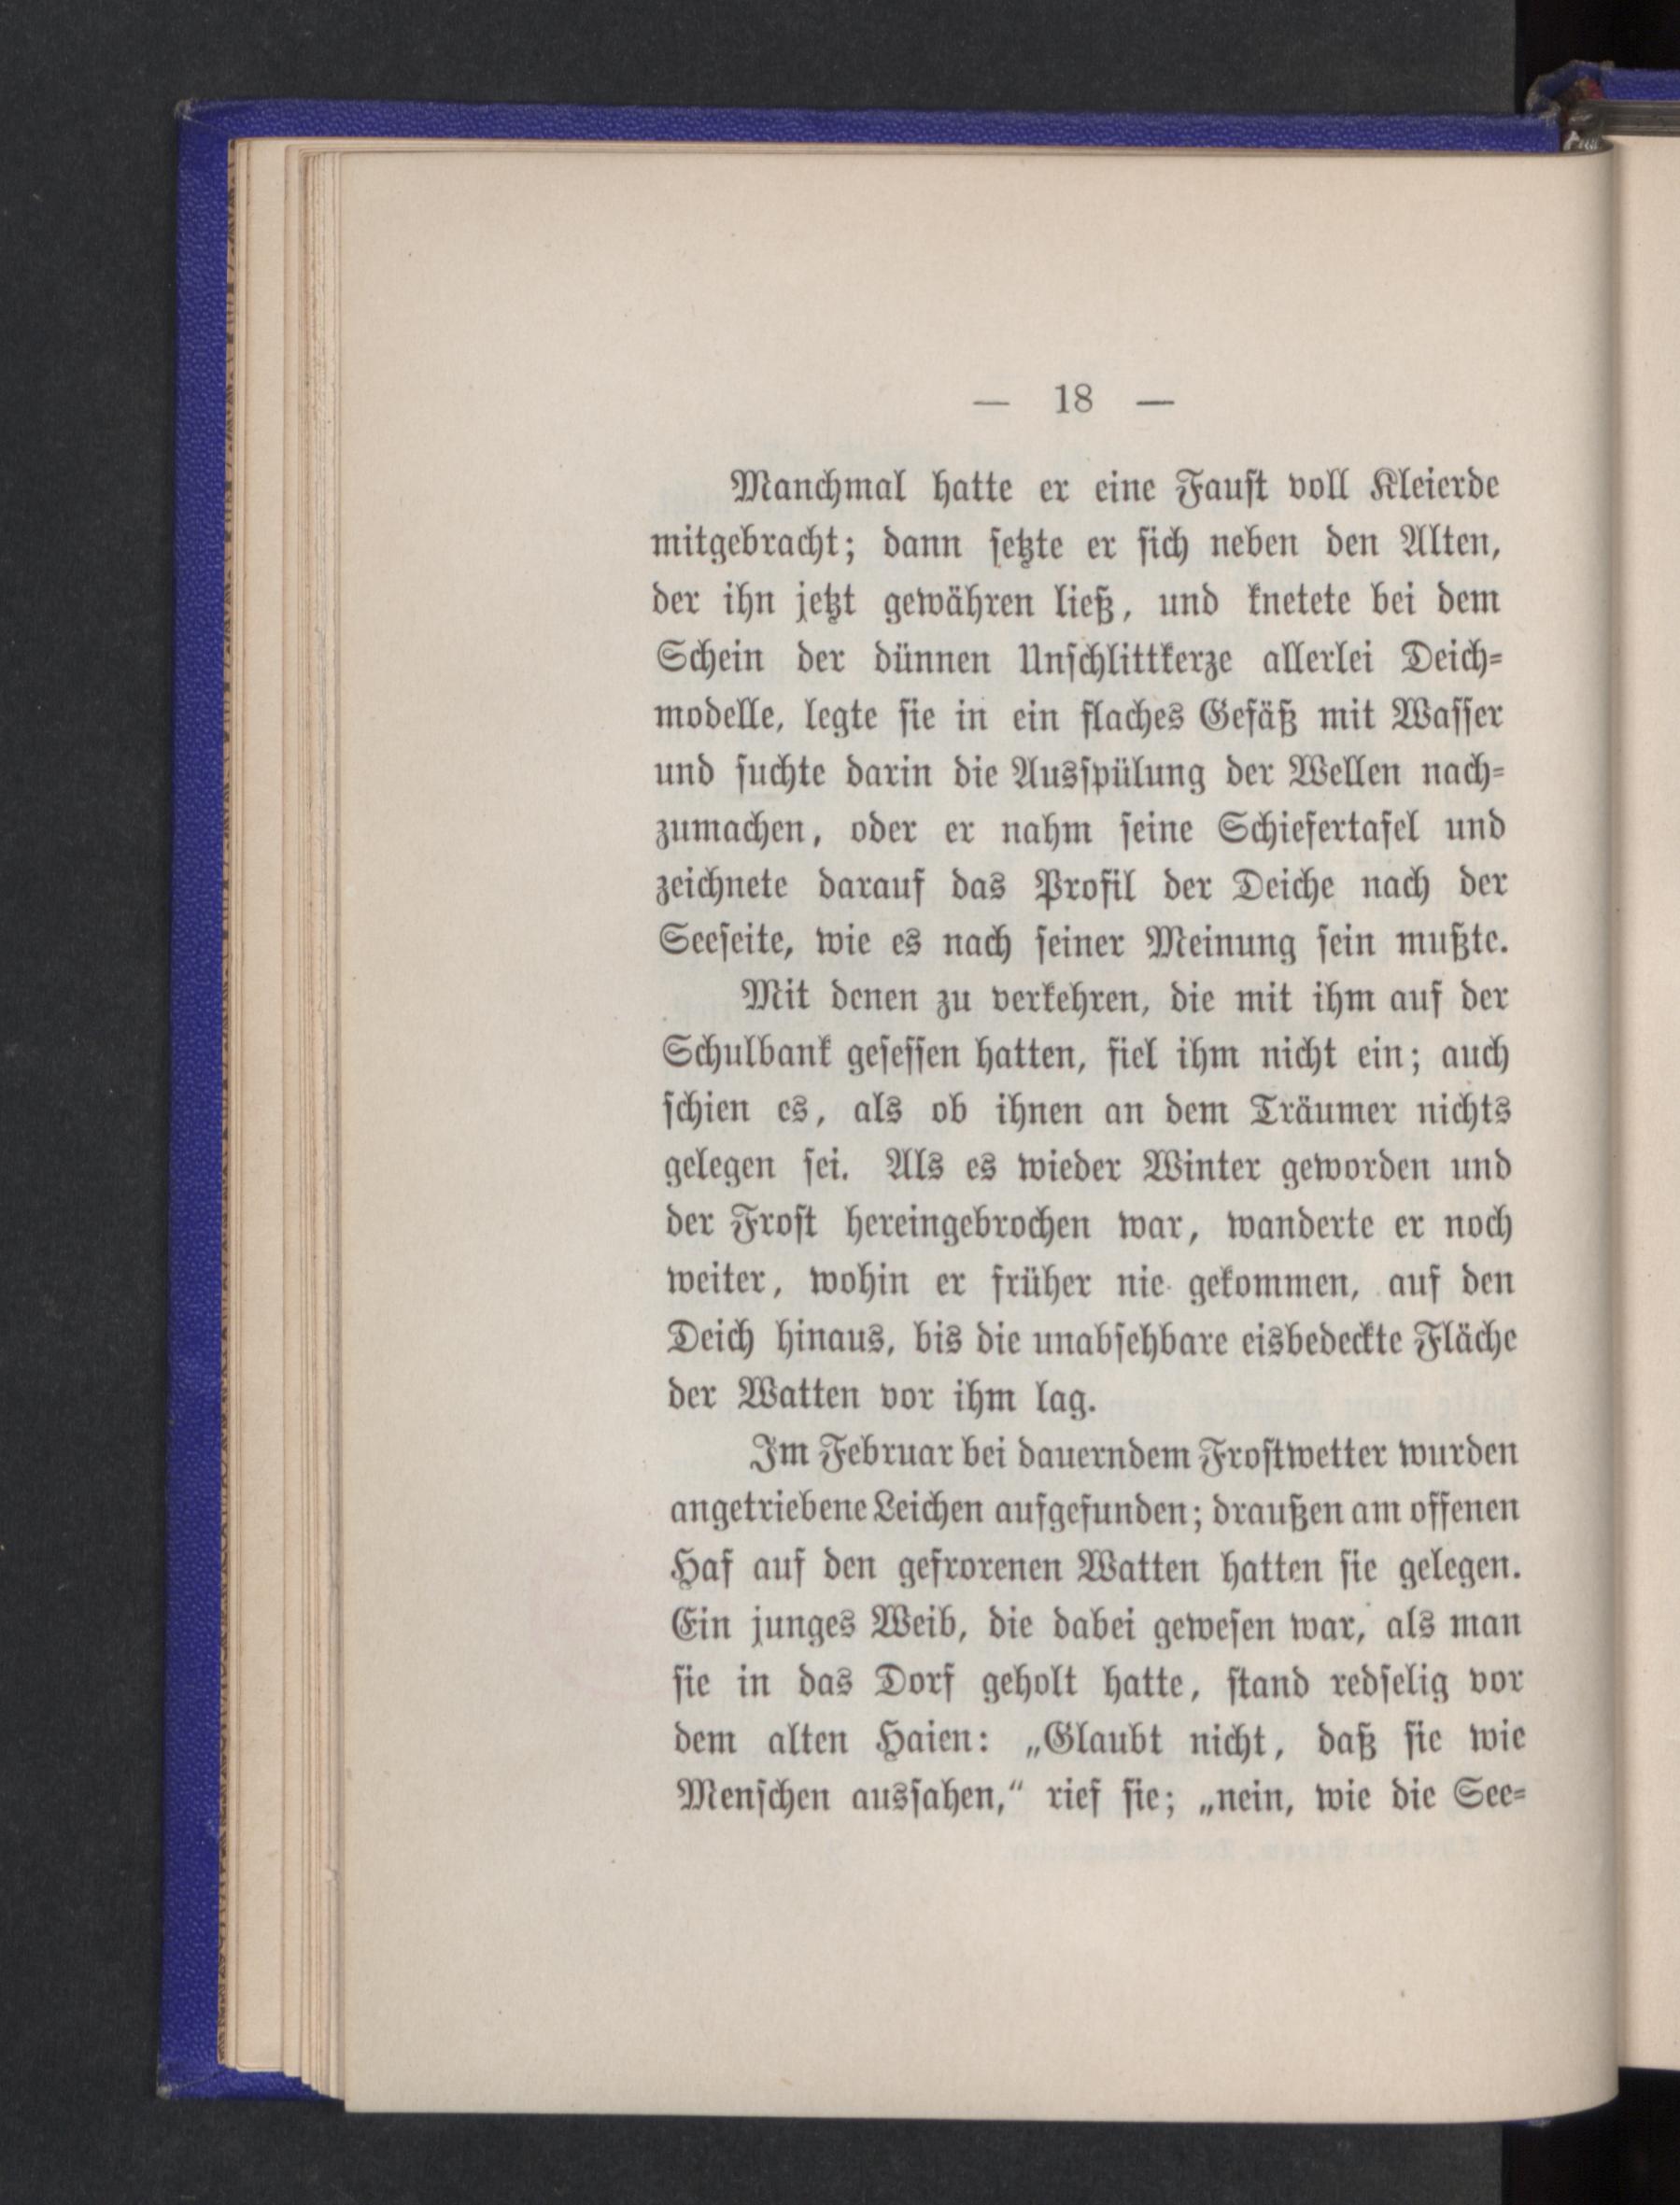 — 18 —
Manchmal hatte er eine Faust voll Kleierde
mitgebracht; dann setzte er sich neben den Alten,
der ihn jetzt gewähren ließ, und knetete bei dem
Schein der dünnen Unschlittkerze allerlei Deich-
modelle, legte sie in ein flaches Gefäß mit Wasser
und suchte darin die Ausspülung der Wellen nach-
zumachen, oder er nahm seine Schiefertafel und
zeichnete darauf das Profil der Deiche nach der
Seeseite, wie es nach seiner Meinung sein mußte.
Mit denen zu verkehren, die mit ihm auf der
Schulbank gesessen hatten, fiel ihm nicht ein; auch
schien es, als ob ihnen an dem Träumer nichts
gelegen sei. Als es wieder Winter geworden und
der Frost hereingebrochen war, wanderte er noch
weiter, wohin er früher nie gekommen, auf den
Deich hinaus, bis die unabsehbare eisbedeckte Fläche
der Watten vor ihm lag.
Im Februar bei dauerndem Frostwetter wurden
angetriebene Leichen aufgefunden; draußen am offenen
Haf auf den gefrorenen Watten hatten sie gelegen.
Ein junges Weib, die dabei gewesen war, als man
sie in das Dorf geholt hatte, stand redselig vor
dem alten Haien: „Glaubt nicht, daß sie wie
Menschen aussahen,“ rief sie; „nein, wie die See-